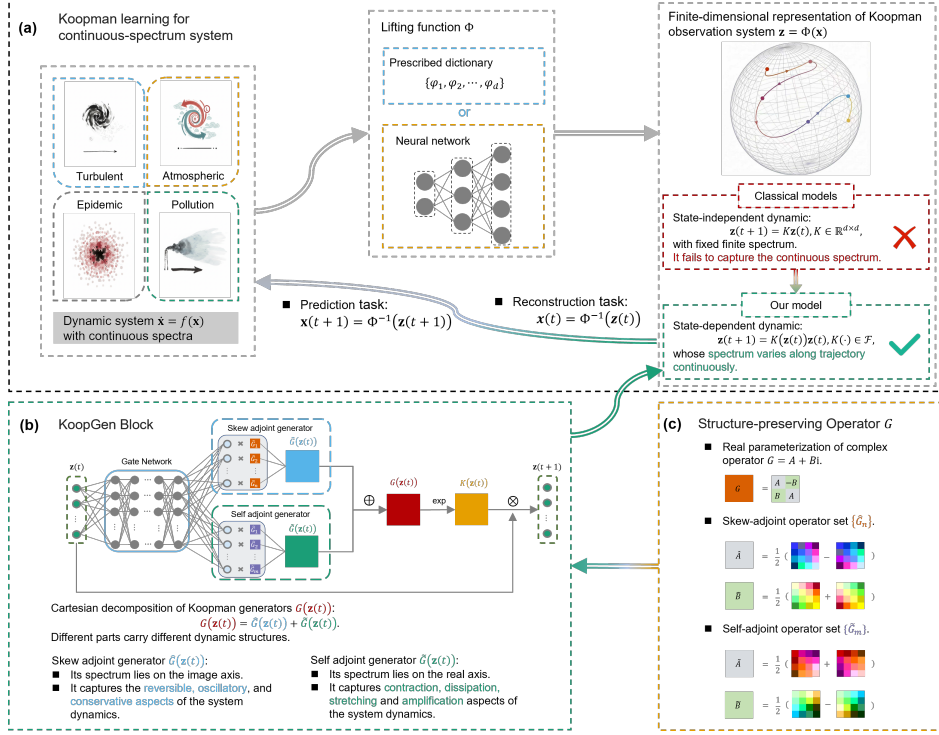 (a)
Koopman learning for
continuous-spectrum system
Turbulent
Atmospheric
Epidemic
Pollution
Dynamic system ẋ = f(x)
with continuous spectra
Lifting function Φ
Prescribed dictionary
{φ₁, φ₂, ⋯, φ_d}
or
Neural network
Finite-dimensional representation of Koopman
observation system z = Φ(x)
Classical models
State-independent dynamic:
z(t + 1) = Kz(t), K ∈ ℝ^{d×d},
with fixed finite spectrum.
It fails to capture the continuous spectrum.
Our model
State-dependent dynamic:
z(t + 1) = K(z(t))z(t), K(·) ∈ ℱ,
whose spectrum varies along trajectory
continuously.
■ Prediction task:
x(t + 1) = Φ⁻¹(z(t + 1))
■ Reconstruction task:
x(t) = Φ⁻¹(z(t))
(b)
KoopGen Block
z(t)
Gate Network
Skew adjoint generator
Ĝ(z(t))
Self adjoint generator
G̃(z(t))
⊕
G(z(t))
exp
K(z(t))
⊗
z(t+1)
Cartesian decomposition of Koopman generators G(z(t)):
G(z(t)) = Ĝ(z(t)) + G̃(z(t)).
Different parts carry different dynamic structures.
Skew adjoint generator Ĝ(z(t)):
■ Its spectrum lies on the image axis.
■ It captures the reversible, oscillatory, and
conservative aspects of the system
dynamics.
Self adjoint generator G̃(z(t)):
■ Its spectrum lies on the real axis.
■ It captures contraction, dissipation,
stretching and amplification aspects of
the system dynamics.
(c)
Structure-preserving Operator G
■ Real parameterization of complex
operator G = A + Bi.
G = A −B
B A
■ Skew-adjoint operator set {Ĝₙ}.
Â = 1/2 ( − )
B̂ = 1/2 ( + )
■ Self-adjoint operator set {G̃ₘ}.
Ã = 1/2 ( + )
B̃ = 1/2 ( − )